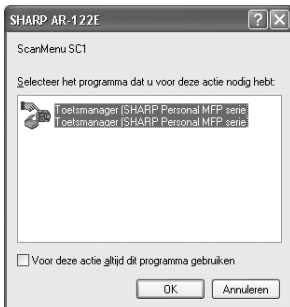 SHARP AR-122E
ScanMenu SC1
Selecteer het programma dat u voor deze actie nodig hebt:
Toetsmanager (SHARP Personal MFP serie)
Toetsmanager (SHARP Personal MFP serie)
Voor deze actie altijd dit programma gebruiken
OK
Annuleren